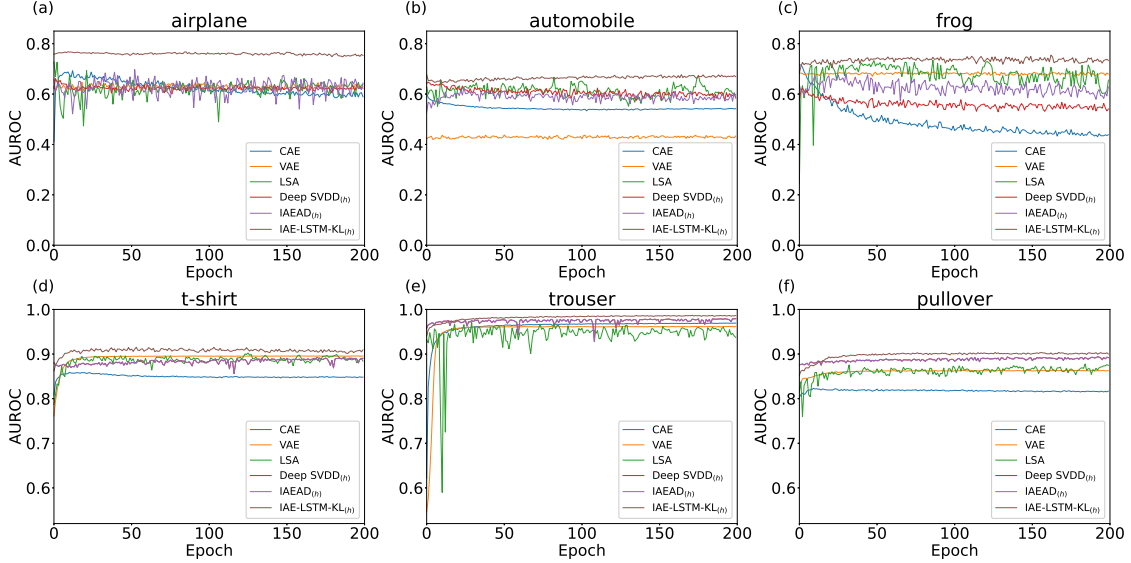 (a) airplane
0.8
0.6
0.4
0.2
0.0
AUROC
CAE
VAE
LSA
Deep SVDD(h)
IAEAD(h)
IAE-LSTM-KL(h)
0 50 100 150 200
Epoch
(b) automobile
0.8
0.6
0.4
0.2
0.0
AUROC
CAE
VAE
LSA
Deep SVDD(h)
IAEAD(h)
IAE-LSTM-KL(h)
0 50 100 150 200
Epoch
(c) frog
0.8
0.6
0.4
0.2
0.0
AUROC
CAE
VAE
LSA
Deep SVDD(h)
IAEAD(h)
IAE-LSTM-KL(h)
0 50 100 150 200
Epoch
(d) t-shirt
1.0
0.9
0.8
0.7
0.6
AUROC
CAE
VAE
LSA
Deep SVDD(h)
IAEAD(h)
IAE-LSTM-KL(h)
0 50 100 150 200
Epoch
(e) trouser
1.0
0.9
0.8
0.7
0.6
AUROC
CAE
VAE
LSA
Deep SVDD(h)
IAEAD(h)
IAE-LSTM-KL(h)
0 50 100 150 200
Epoch
(f) pullover
1.0
0.9
0.8
0.7
0.6
AUROC
CAE
VAE
LSA
Deep SVDD(h)
IAEAD(h)
IAE-LSTM-KL(h)
0 50 100 150 200
Epoch